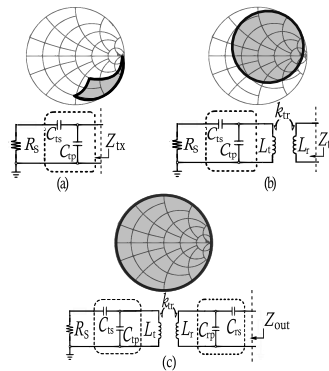 C_ts
R_S
C_tp
Z_tx
(a)
k_tr
C_ts
R_S
C_tp
L_t
L_r
Z_t
(b)
k_tr
C_ts
R_S
C_tp
L_t
L_r
C_rp
C_rs
Z_out
(c)